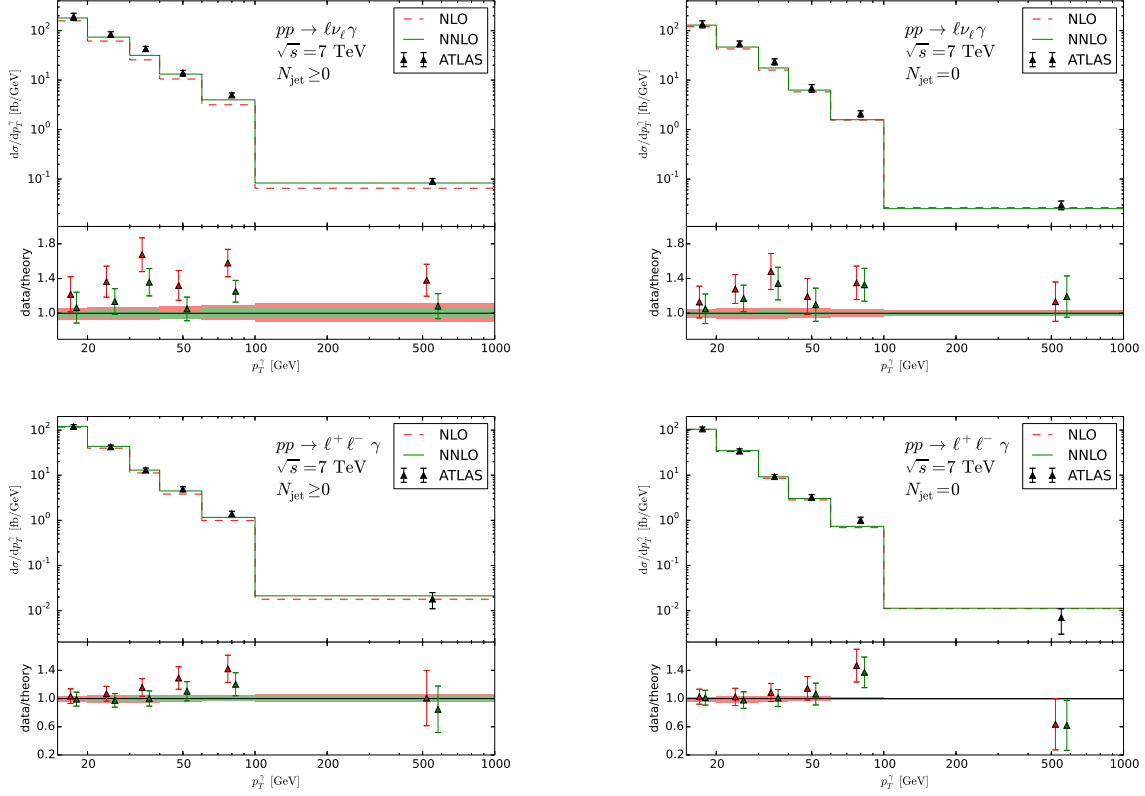 dσ/dp_T^γ [fb/GeV]
10^2
10^1
10^0
10^-1
pp → ℓν_ℓ γ
√s = 7 TeV
N_jet ≥0
NLO
NNLO
ATLAS
data/theory
1.8
1.4
1.0
20 50 100 200 500 1000
p_T^γ [GeV]
dσ/dp_T^γ [fb/GeV]
10^2
10^1
10^0
10^-1
pp → ℓν_ℓ γ
√s = 7 TeV
N_jet = 0
NLO
NNLO
ATLAS
data/theory
1.8
1.4
1.0
20 50 100 200 500 1000
p_T^γ [GeV]
dσ/dp_T^γ [fb/GeV]
10^2
10^1
10^0
10^-1
10^-2
pp → ℓ^+ ℓ^- γ
√s = 7 TeV
N_jet ≥0
NLO
NNLO
ATLAS
data/theory
1.4
1.0
0.6
0.2
20 50 100 200 500 1000
p_T^γ [GeV]
dσ/dp_T^γ [fb/GeV]
10^2
10^1
10^0
10^-1
10^-2
pp → ℓ^+ ℓ^- γ
√s = 7 TeV
N_jet = 0
NLO
NNLO
ATLAS
data/theory
1.4
1.0
0.6
0.2
20 50 100 200 500 1000
p_T^γ [GeV]